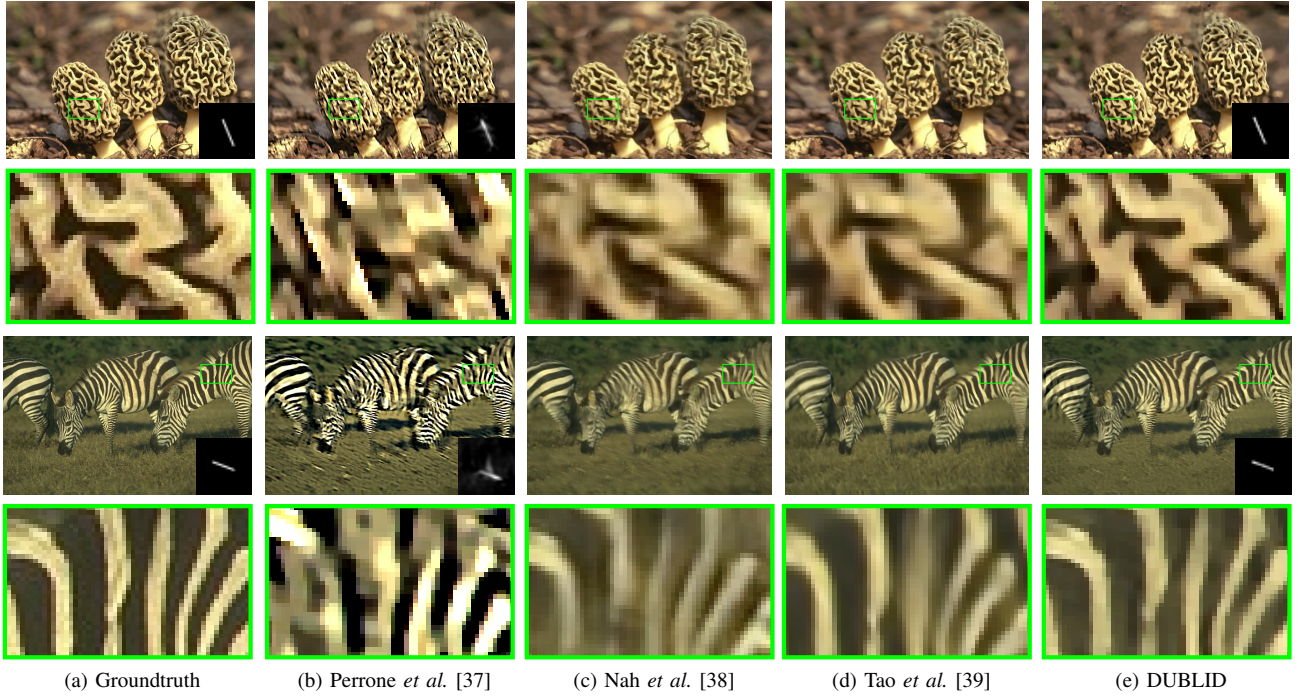 (a) Groundtruth
(b) Perrone et al. [37]
(c) Nah et al. [38]
(d) Tao et al. [39]
(e) DUBLID